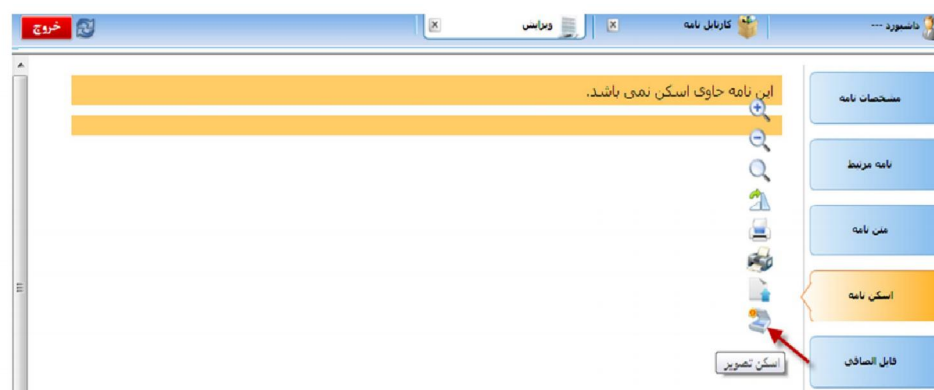 داشبورد ---
کارتابل نامه
ویرایش
خروج
این نامه حاوی اسکن نمی باشد.
مشخصات نامه
نامه مرتبط
متن نامه
اسکن نامه
فایل الصاقی
اسکن تصویر